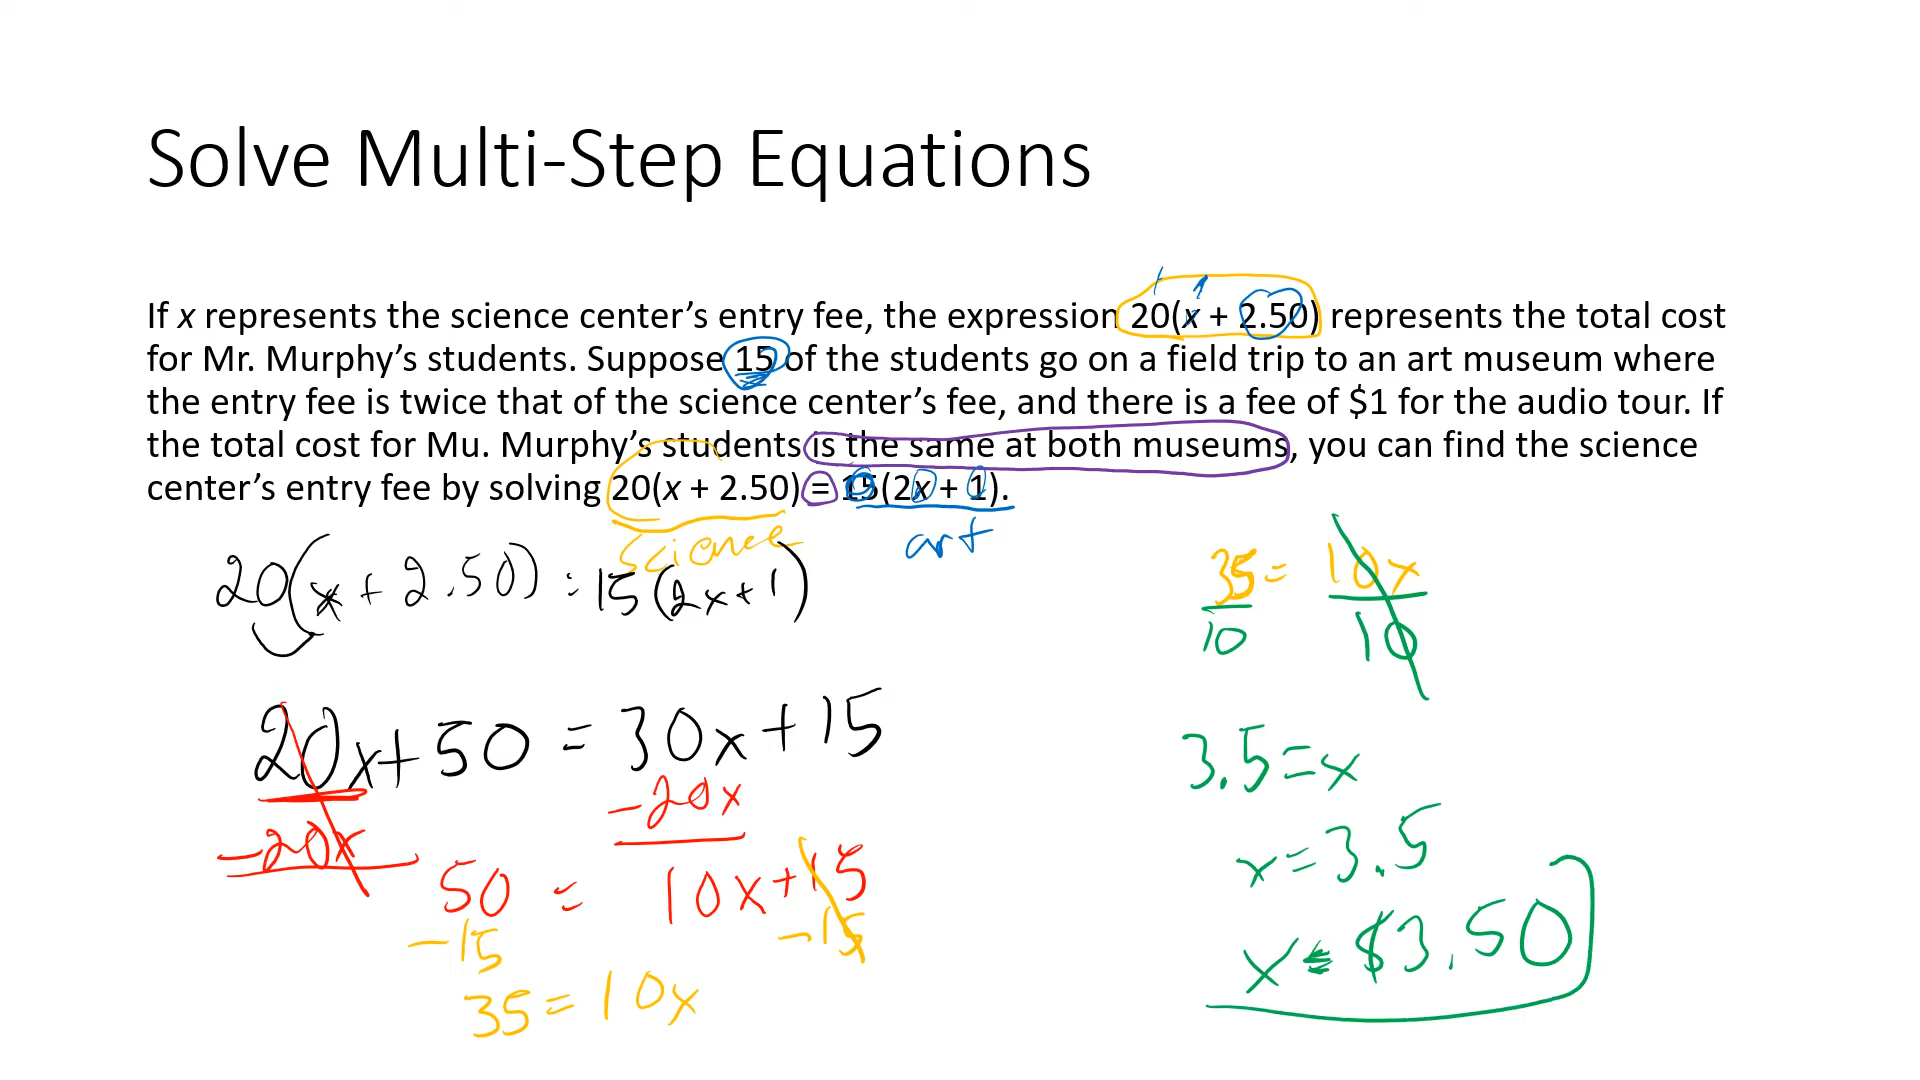 Solve Multi-Step Equations
If x represents the science center’s entry fee, the expression 20(x + 2.50) represents the total cost
for Mr. Murphy’s students. Suppose 15 of the students go on a field trip to an art museum where
the entry fee is twice that of the science center’s fee, and there is a fee of $1 for the audio tour. If
the total cost for Mu. Murphy’s students is the same at both museums, you can find the science
center’s entry fee by solving 20(x + 2.50) = 15(2x + 1).
science
art
20(x + 2.50) = 15(2x + 1)
20x + 50 = 30x + 15
-20x
-20x
50 = 10x + 15
-15
-15
35 = 10x
35 = 10x
10
10
3.5 = x
x = 3.5
x = $3.50